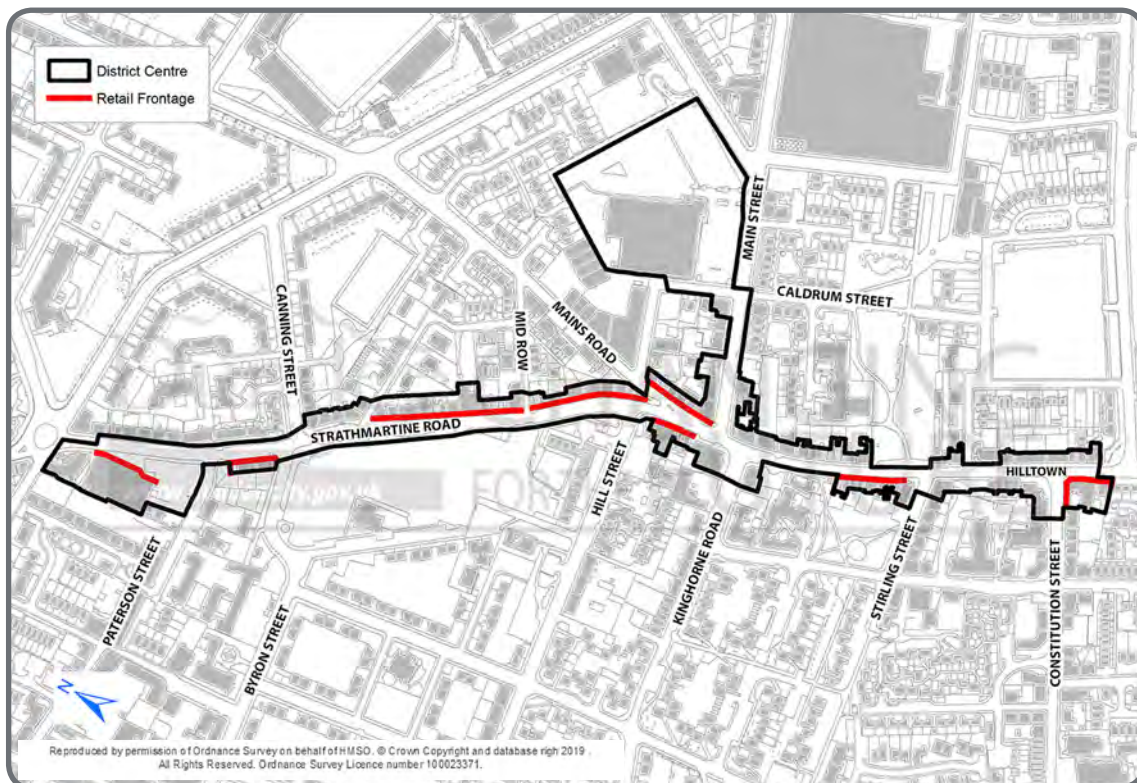 District Centre
Retail Frontage
MAIN STREET
CALDRUM STREET
CANNING STREET
MID ROW
MAINS ROAD
STRATHMARTINE ROAD
HILLTOWN
HILL STREET
KINGHORNE ROAD
STIRLING STREET
CONSTITUTION STREET
PATERSON STREET
BYRON STREET
N
Reproduced by permission of Ordnance Survey on behalf of HMSO. © Crown Copyright and database righ 2019 .
All Rights Reserved. Ordnance Survey Licence number 100023371.